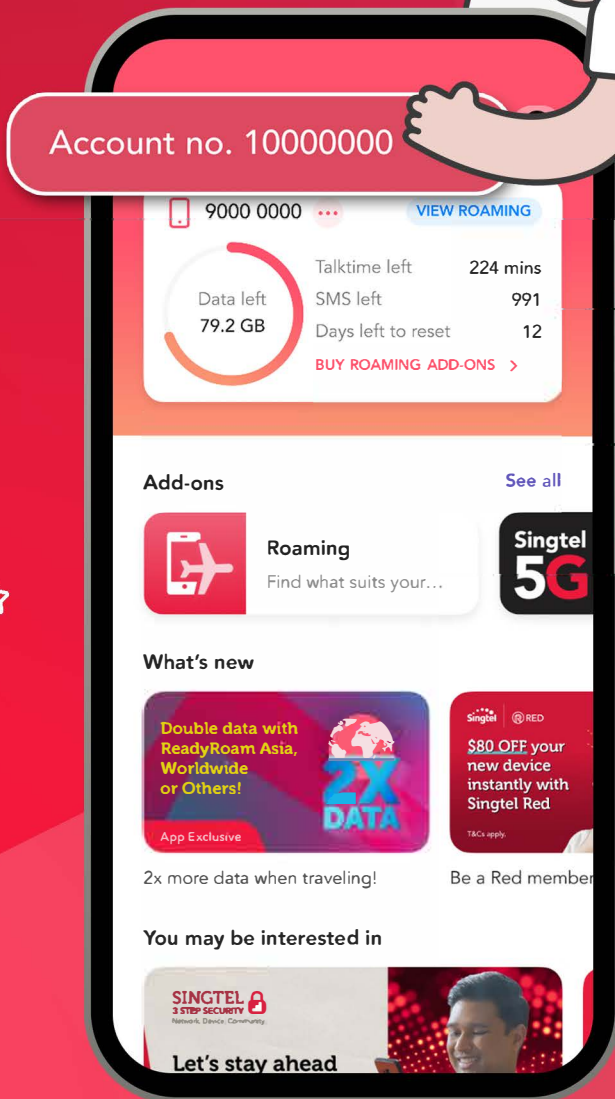 Account no. 10000000
9000 0000
VIEW ROAMING
Data left
79.2 GB
Talktime left 224 mins
SMS left 991
Days left to reset 12
BUY ROAMING ADD-ONS >
Add-ons
See all
Roaming
Find what suits your...
Singtel
5G
What's new
Double data with
ReadyRoam Asia,
Worldwide
or Others!
2X
DATA
App Exclusive
Singtel
RED
$80 OFF your
new device
instantly with
Singtel Red
T&Cs apply.
2x more data when traveling!
Be a Red member
You may be interested in
SINGTEL
3 STEP SECURITY
Network. Device. Community.
Let's stay ahead